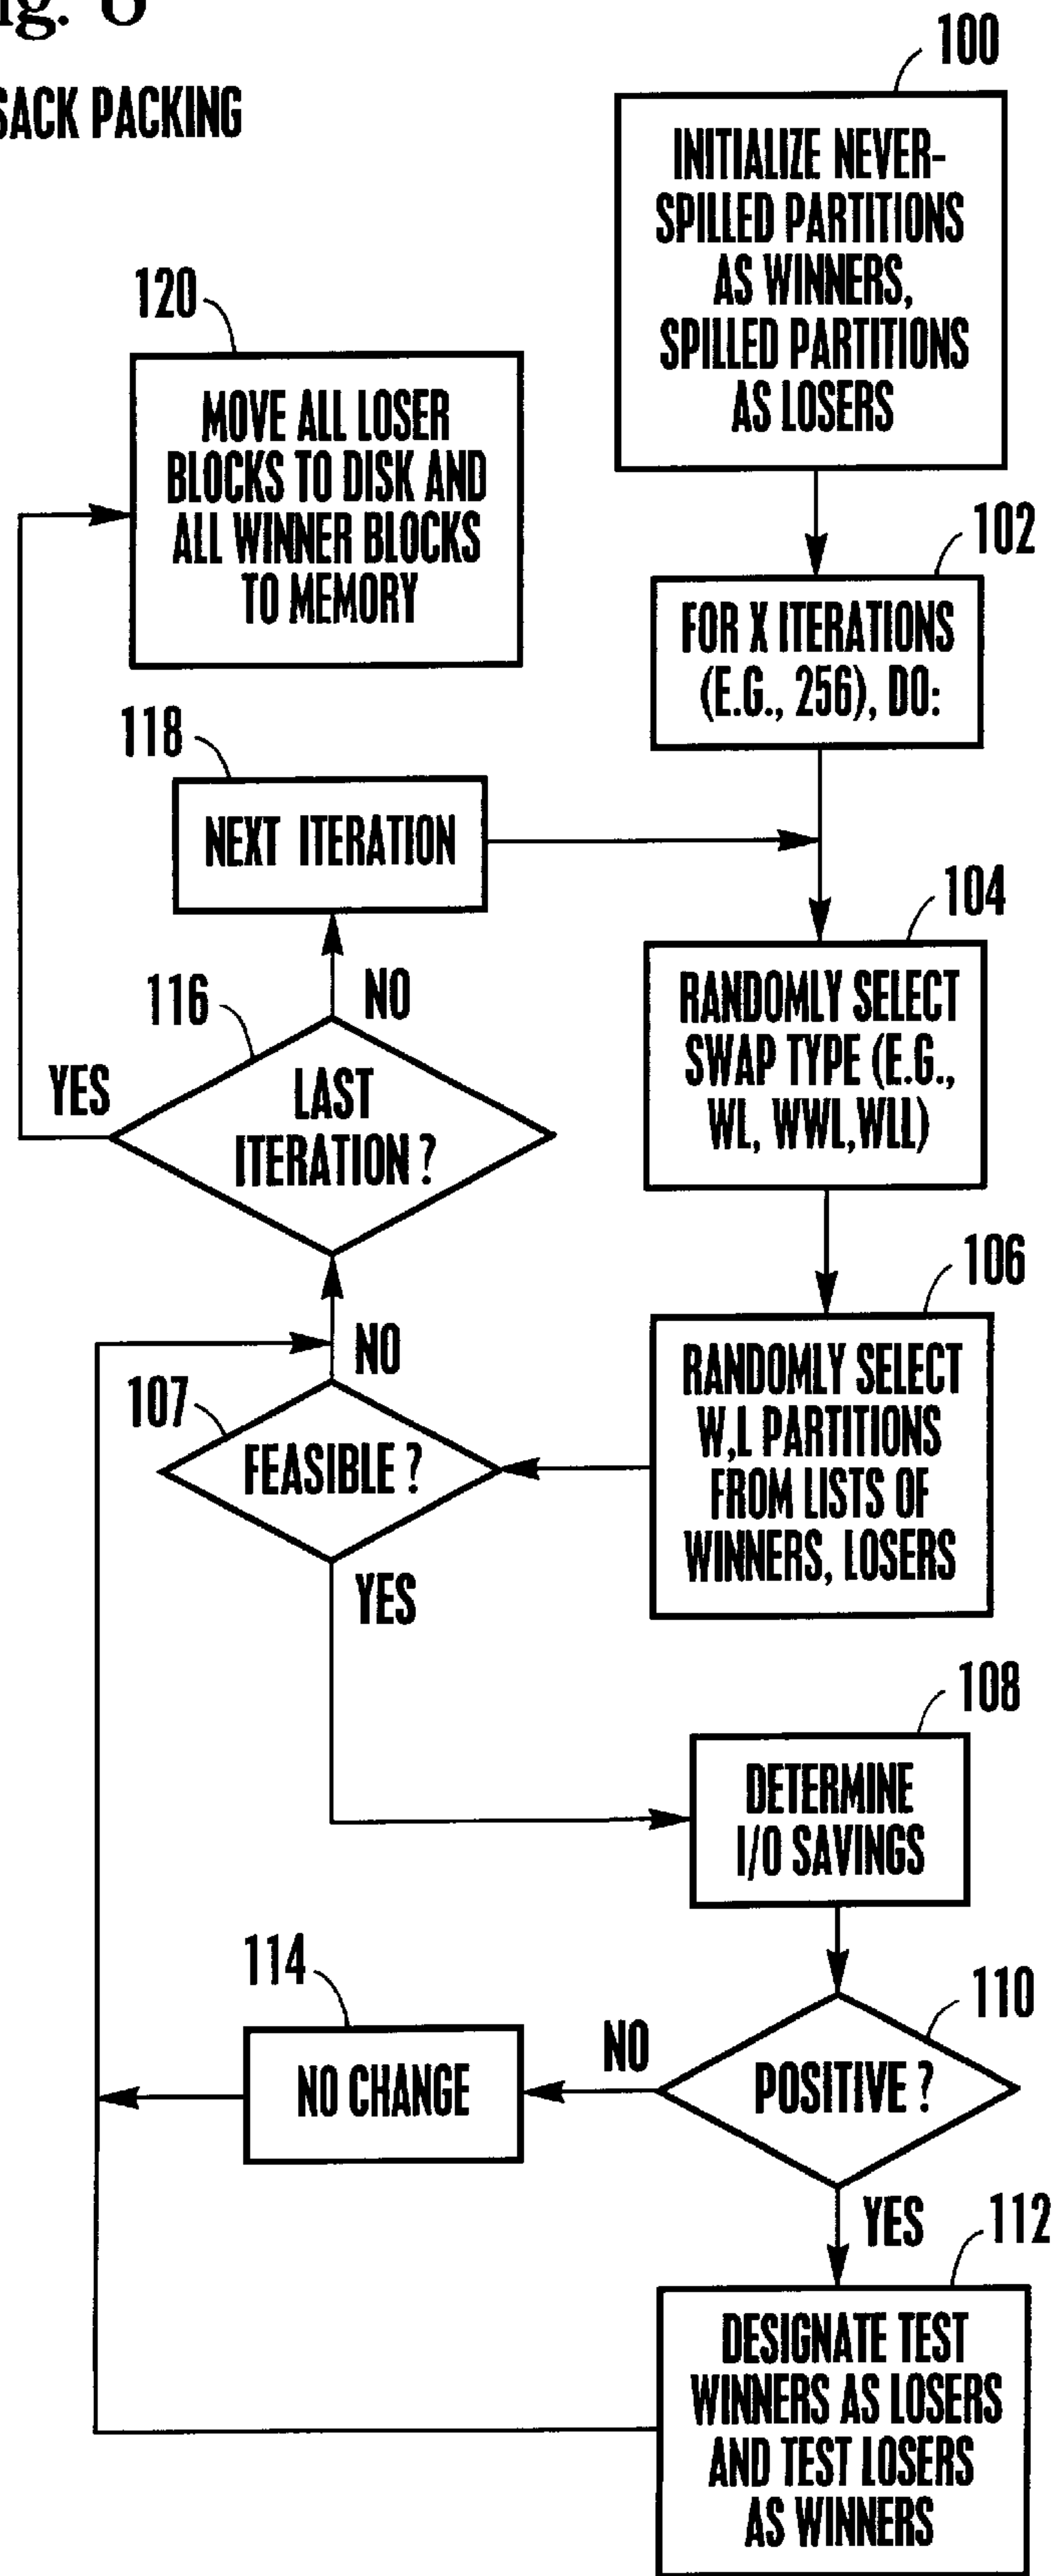 SACK PACKING
100
INITIALIZE NEVER-
SPILLED PARTITIONS
AS WINNERS,
SPILLED PARTITIONS
AS LOSERS
120
MOVE ALL LOSER
BLOCKS TO DISK AND
ALL WINNER BLOCKS
TO MEMORY
102
FOR X ITERATIONS
(E.G., 256), DO:
118
NEXT ITERATION
104
RANDOMLY SELECT
SWAP TYPE (E.G.,
WL, WWL,WLL)
116
NO
YES
LAST
ITERATION ?
106
RANDOMLY SELECT
W,L PARTITIONS
FROM LISTS OF
WINNERS, LOSERS
NO
107
FEASIBLE ?
YES
108
DETERMINE
I/O SAVINGS
114
NO CHANGE
NO
110
POSITIVE ?
YES
112
DESIGNATE TEST
WINNERS AS LOSERS
AND TEST LOSERS
AS WINNERS